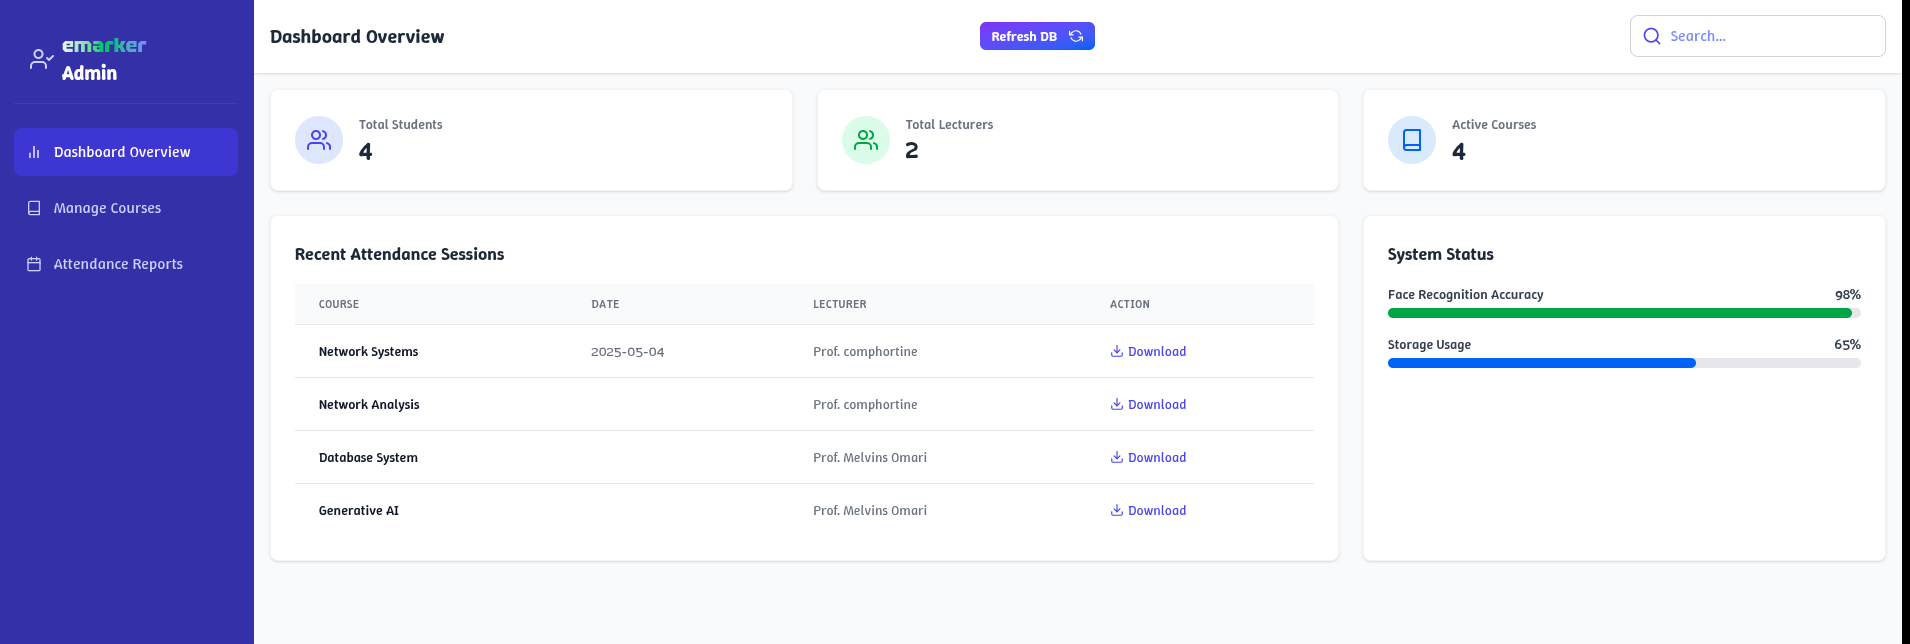 emarker
Admin
Dashboard Overview
Manage Courses
Attendance Reports
Dashboard Overview
Refresh DB
Search...
Total Students
4
Total Lecturers
2
Active Courses
4
Recent Attendance Sessions
COURSE DATE LECTURER ACTION
Network Systems 2025-05-04 Prof. comphortine Download
Network Analysis Prof. comphortine Download
Database System Prof. Melvins Omari Download
Generative AI Prof. Melvins Omari Download
System Status
Face Recognition Accuracy 98%
Storage Usage 65%